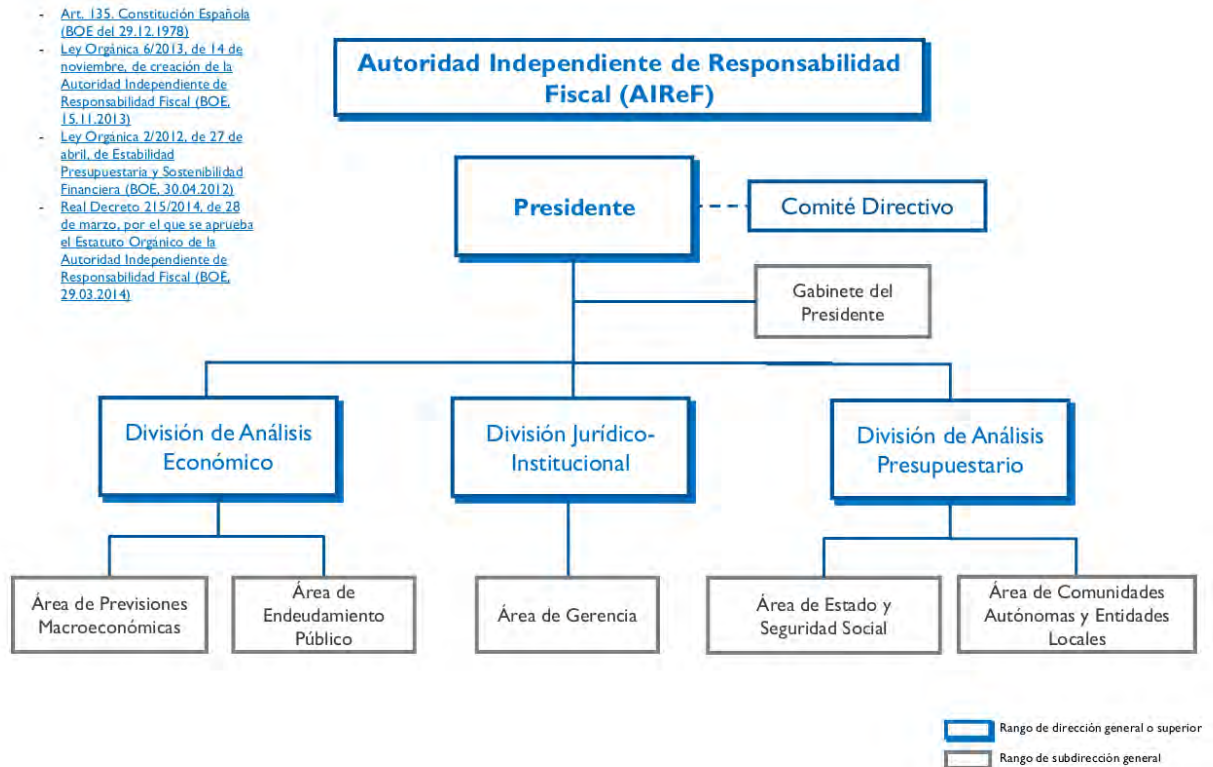 - Art. 135. Constitución Española
(BOE del 29.12.1978)
- Ley Orgánica 6/2013, de 14 de
noviembre, de creación de la
Autoridad Independiente de
Responsabilidad Fiscal (BOE,
15.11.2013)
- Ley Orgánica 2/2012, de 27 de
abril, de Estabilidad
Presupuestaria y Sostenibilidad
Financiera (BOE, 30.04.2012)
- Real Decreto 215/2014, de 28
de marzo, por el que se aprueba
el Estatuto Orgánico de la
Autoridad Independiente de
Responsabilidad Fiscal (BOE,
29.03.2014)
Autoridad Independiente de Responsabilidad
Fiscal (AIReF)
Presidente
Comité Directivo
Gabinete del
Presidente
División de Análisis
Económico
División Jurídico-
Institucional
División de Análisis
Presupuestario
Área de Previsiones
Macroeconómicas
Área de
Endeudamiento
Público
Área de Gerencia
Área de Estado y
Seguridad Social
Área de Comunidades
Autónomas y Entidades
Locales
Rango de dirección general o superior
Rango de subdirección general